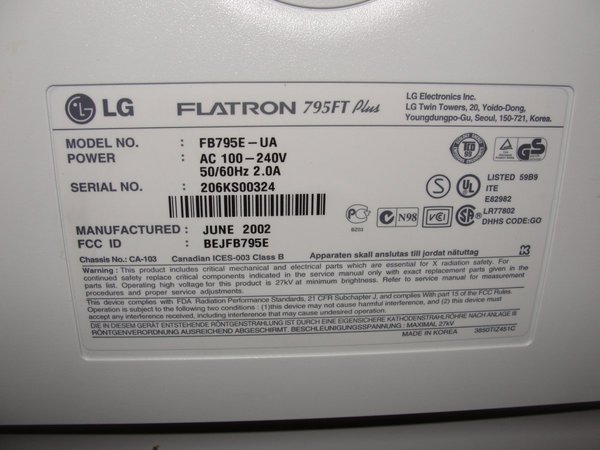 LG FLATRON 795FT Plus
LG Electronics Inc.
LG Twin Towers, 20, Yoido-Dong,
Youngdungpo-Gu, Seoul, 150-721, Korea.
MODEL NO. : FB795E-UA
POWER : AC 100-240V
50/60Hz 2.0A
SERIAL NO. : 206KS00324
TCO 99
GS
S UL LISTED 59B9
ITE
E82982
BZ03
N98
VCCI
LR77802
DHHS CODE:GO
MANUFACTURED : JUNE 2002
FCC ID : BEJFB795E
Chassis No.: CA-103 Canadian ICES-003 Class B Apparaten skall anslutas till jordat nätuttag
Warning : This product includes critical mechanical and electrical parts which are essential for X radiation safety. For
continued safety replace critical components indicated in the service manual only with exact replacement parts given in the
parts list. Operating high voltage for this product is 27kV at minimum brightness. Refer to service manual for measurement
procedures and proper service adjustments.
This device complies with FDA Radiation Performance Standards, 21 CFR Subchapter J, and complies With part 15 of the FCC Rules.
Operation is subject to the following two conditions : (1)this device may not cause harmful interference, and (2) this device must
accept any interference received, including interference that may cause undesired operation.
DIE IN DIESEM GERÄT ENTSTEHENDE RÖNTGENSTRAHLUNG IST DURCH EINE EIGENSICHERE KATHODENSTRAHLRÖHRE NACH ANLAGE III
RÖNTGENVERORDNUNG AUSREICHEND ABGESCHIRMT. BESCHLEUNIGUNGSSPANNUNG : MAXIMAL 27kV
MADE IN KOREA 3850TIZ451C